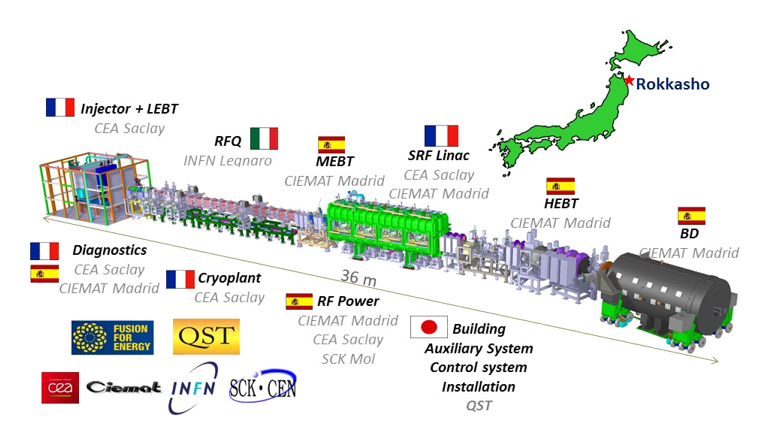 Rokkasho
Injector + LEBT
CEA Saclay
RFQ
INFN Legnaro
MEBT
CIEMAT Madrid
SRF Linac
CEA Saclay
CIEMAT Madrid
HEBT
CIEMAT Madrid
BD
CIEMAT Madrid
36 m
Diagnostics
CEA Saclay
CIEMAT Madrid
Cryoplant
CEA Saclay
RF Power
CIEMAT Madrid
CEA Saclay
SCK Mol
Building
Auxiliary System
Control system
Installation
QST
FUSION
FOR
ENERGY
QST
cea
Ciemat
INFN
SCK•CEN